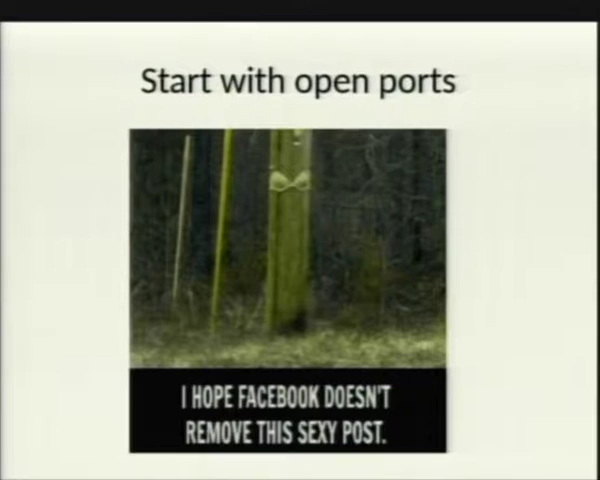 Start with open ports
I HOPE FACEBOOK DOESN'T
REMOVE THIS SEXY POST.